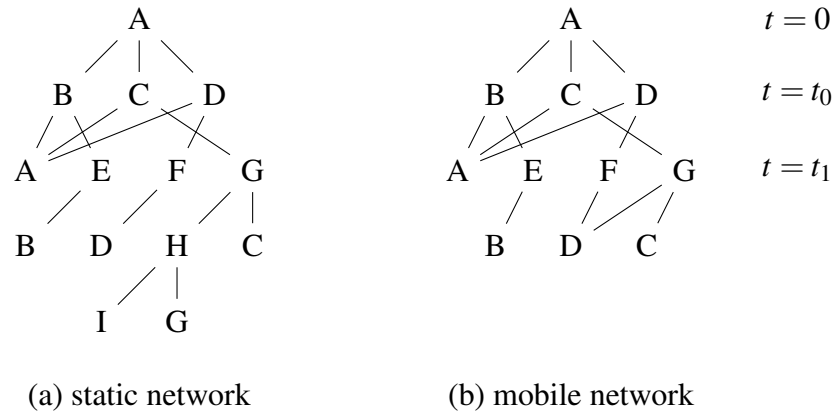 A A t = 0
B C D B C D t = t₀
A E F G A E F G t = t₁
B D H C B D C
I G
(a) static network (b) mobile network